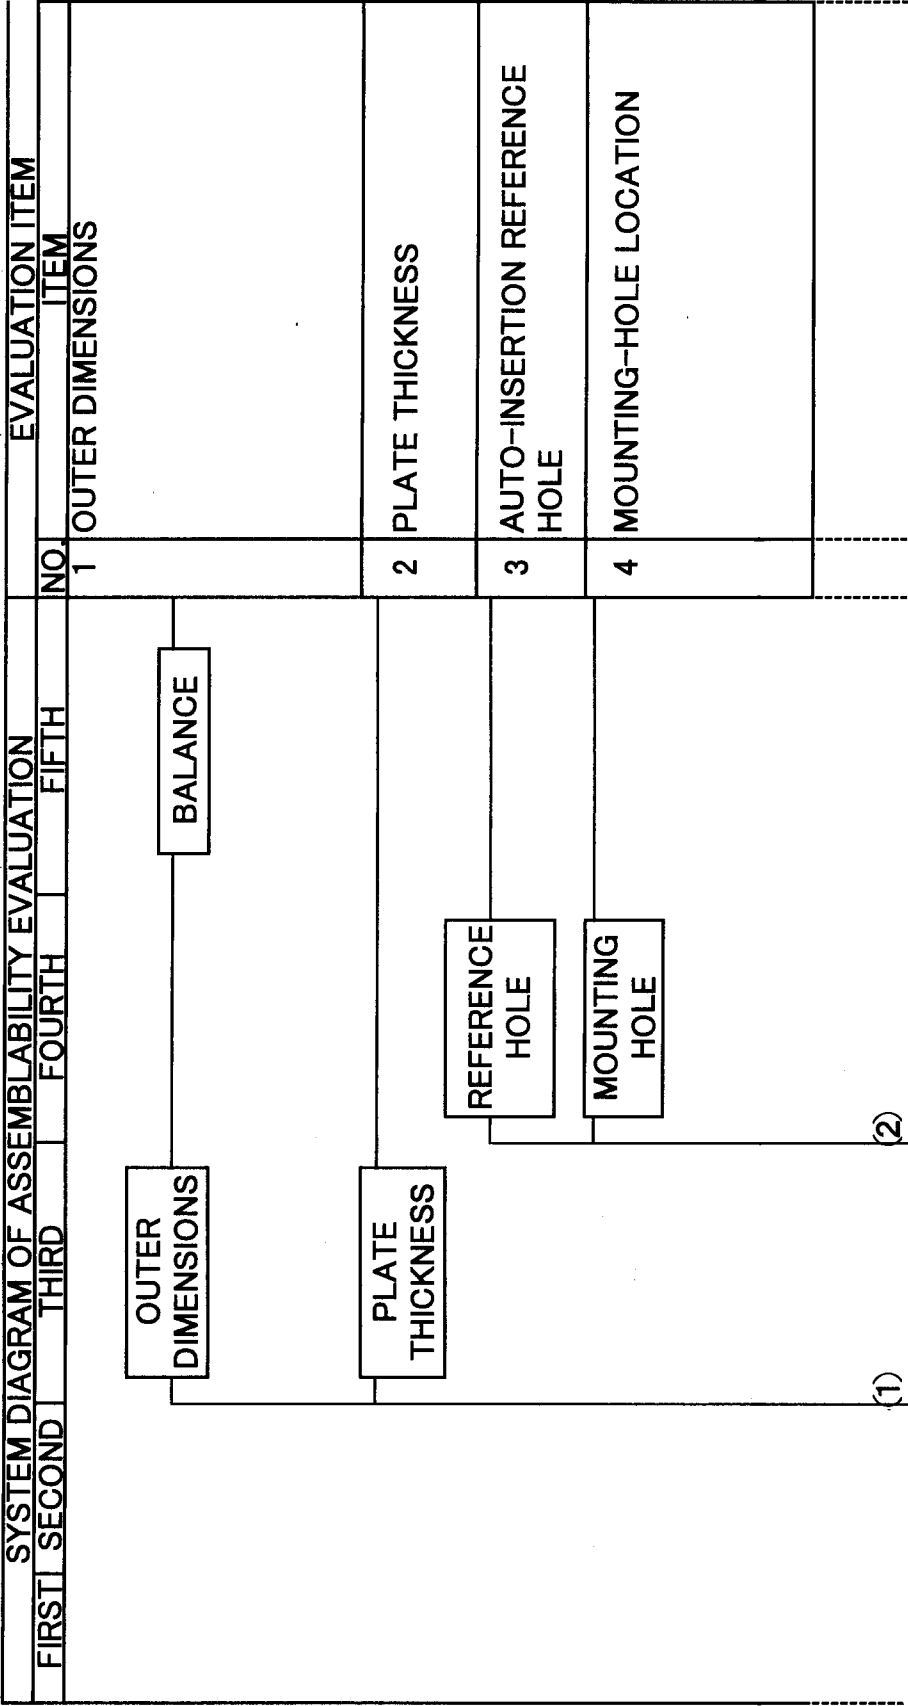 SYSTEM DIAGRAM OF ASSEMBLABILITY EVALUATION
EVALUATION ITEM
FIRST
SECOND
THIRD
FOURTH
FIFTH
NO.
ITEM
OUTER
DIMENSIONS
BALANCE
1
OUTER DIMENSIONS
PLATE
THICKNESS
2
PLATE THICKNESS
REFERENCE
HOLE
3
AUTO-INSERTION REFERENCE
HOLE
MOUNTING
HOLE
4
MOUNTING-HOLE LOCATION
(1)
(2)